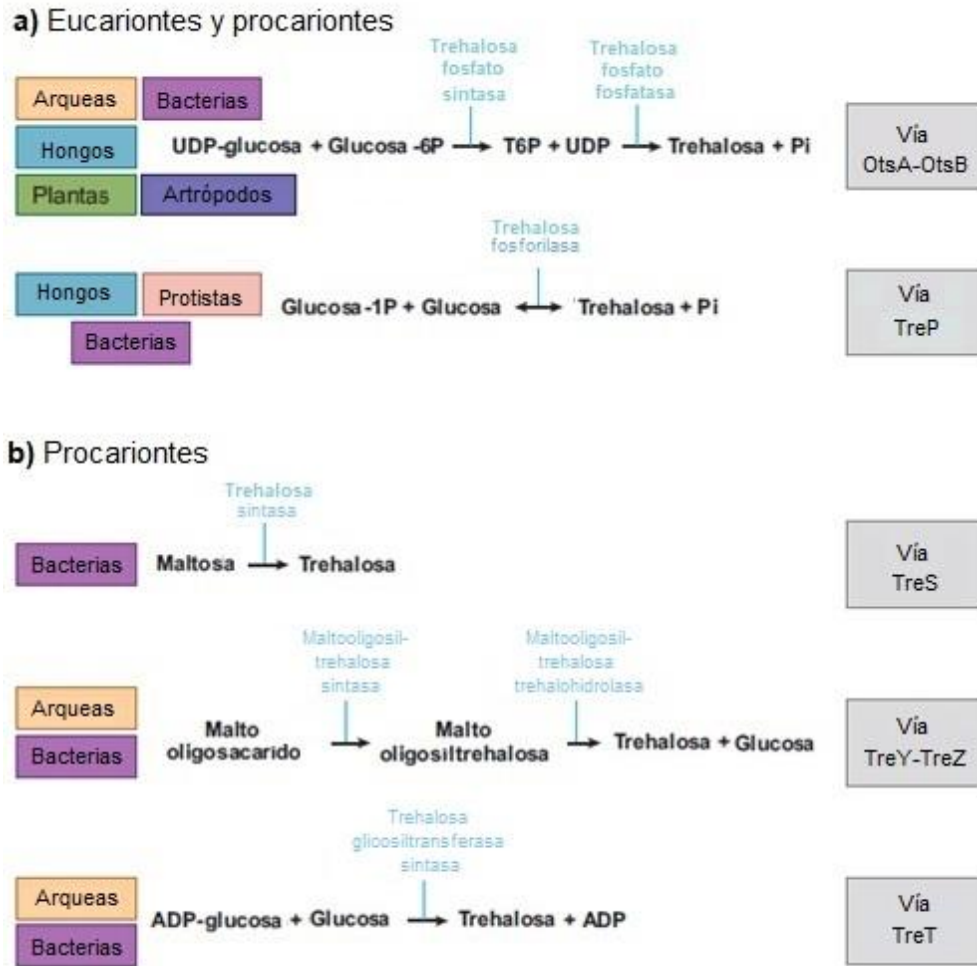 a) Eucariontes y procariontes
Trehalosa
fosfato
sintasa
Trehalosa
fosfato
fosfatasa
Arqueas
Bacterias
Hongos
Plantas
Artrópodos
UDP-glucosa + Glucosa -6P → T6P + UDP → Trehalosa + Pi
Vía
OtsA-OtsB
Trehalosa
fosforilasa
Hongos
Protistas
Bacterias
Glucosa-1P + Glucosa ↔ Trehalosa + Pi
Vía
TreP
b) Procariontes
Trehalosa
sintasa
Bacterias
Maltosa → Trehalosa
Vía
TreS
Maltooligosil-
trehalosa
sintasa
Maltooligosil-
trehalosa
trehalohidrolasa
Arqueas
Bacterias
Malto
oligosacarido
→
Malto
oligosiltrehalosa
→ Trehalosa + Glucosa
Vía
TreY-TreZ
Trehalosa
glicosiltransferasa
sintasa
Arqueas
Bacterias
ADP-glucosa + Glucosa → Trehalosa + ADP
Vía
TreT